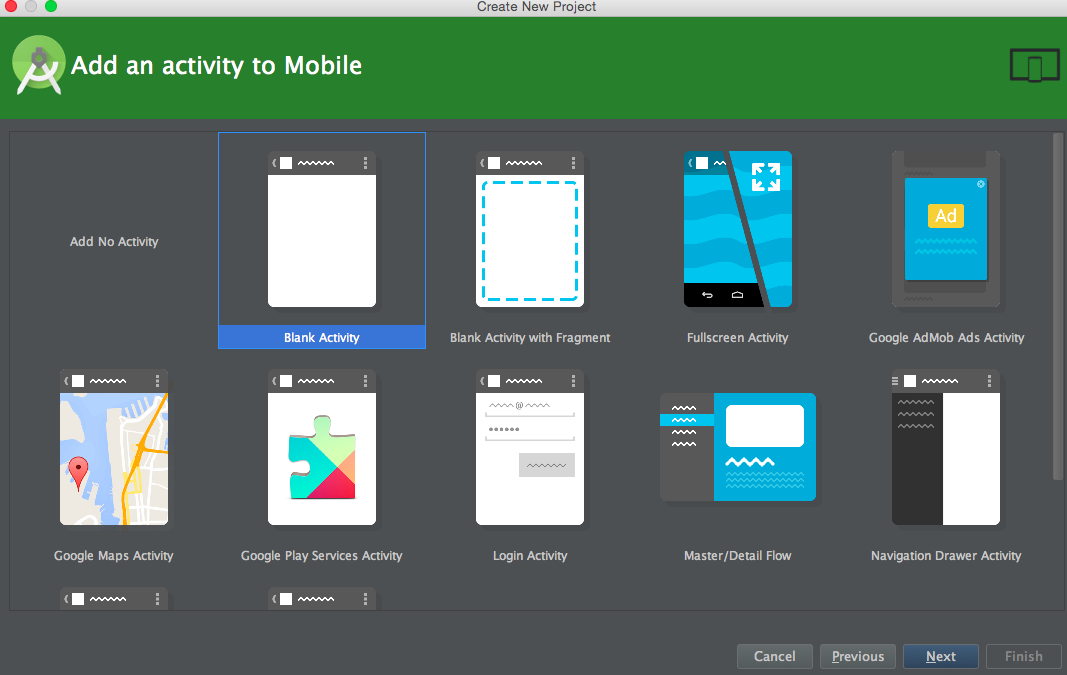 Create New Project
Add an activity to Mobile
Add No Activity
Ad
Blank Activity
Blank Activity with Fragment
Fullscreen Activity
Google AdMob Ads Activity
@
Google Maps Activity
Google Play Services Activity
Login Activity
Master/Detail Flow
Navigation Drawer Activity
Cancel
Previous
Next
Finish